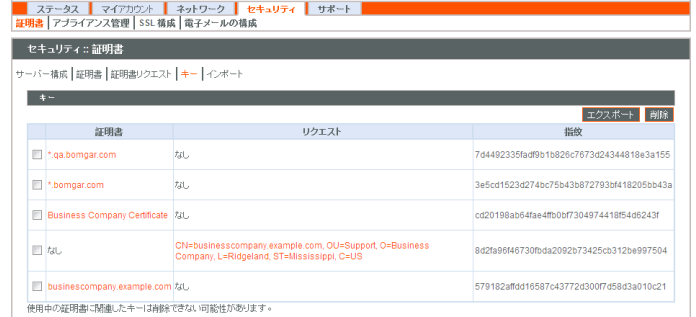 ステータス マイアカウント ネットワーク セキュリティ サポート
証明書 アプライアンス管理 SSL 構成 電子メールの構成
セキュリティ :: 証明書
サーバー構成 証明書 証明書リクエスト キー インポート
キー
エクスポート 削除
証明書 リクエスト 指紋
*.qa.bomgar.com なし 7d4492335fadf9b1b826c7673d24344818e3a155
*.bomgar.com なし 3e5cd1523d274bc75b43b872793bf418205bb43a
Business Company Certificate なし cd20198ab64fae4ffb0bf7304974418f54d6243f
なし CN=businesscompany.example.com, OU=Support, O=Business
Company, L=Ridgeland, ST=Mississippi, C=US 8d2fa96f46730fbda2092b73425cb312be997504
businescompany.example.com なし 579182affdd16587c43772d300f7d58d3a010c21
使用中の証明書に関連したキーは削除できない可能性があります。